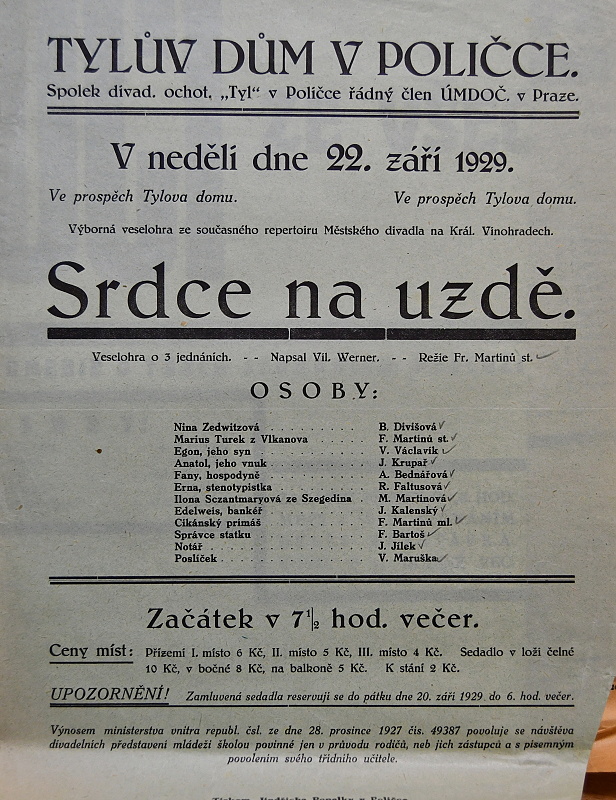 TYLŮV DŮM V POLIČCE.
Spolek divad. ochot. „Tyl“ v Poličce řádný člen ÚMDOČ. v Praze.
V neděli dne 22. září 1929.
Ve prospěch Tylova domu. Ve prospěch Tylova domu.
Výborná veselohra ze současného repertoiru Městského divadla na Král. Vinohradech.
Srdce na uzdě.
Veselohra o 3 jednáních. - - Napsal Vil. Werner. - - Režie Fr. Martinů st.
OSOBY:
Nina Zedwitzová . . . . . . . . . B. Divišová
Marius Turek z Vlkanova . . . . . F. Martinů st.
Egon, jeho syn . . . . . . . . . . V. Václavík
Anatol, jeho vnuk . . . . . . . . . J. Krupař
Fany, hospodyně . . . . . . . . . A. Bednářová
Erna, stenotypistka . . . . . . . . R. Faltusová
Ilona Sczantmaryová ze Szegedina . M. Martinová
Edelweis, bankéř . . . . . . . . . J. Kalenský
Cikánský primáš . . . . . . . . . F. Martinů ml.
Správce statku . . . . . . . . . . F. Bartoš
Notář . . . . . . . . . . . . . . J. Jílek
Poslíček . . . . . . . . . . . . . V. Maruška
Začátek v 7 1/2 hod. večer.
Ceny míst: Přízemí I. místo 6 Kč, II. místo 5 Kč, III. místo 4 Kč. Sedadlo v loži čelné
10 Kč, v bočné 8 Kč, na balkoně 5 Kč. K stání 2 Kč.
UPOZORNĚNÍ! Zamluvená sedadla reservují se do pátku dne 20. září 1929 do 6. hod. večer.
Výnosem ministerstva vnitra republ. čsl. ze dne 28. prosince 1927 čís. 49387 povoluje se návštěva
divadelních představení mládeží školou povinné jen v průvodu rodičů, neb jich zástupců a s písemným
povolením svého třídního učitele.